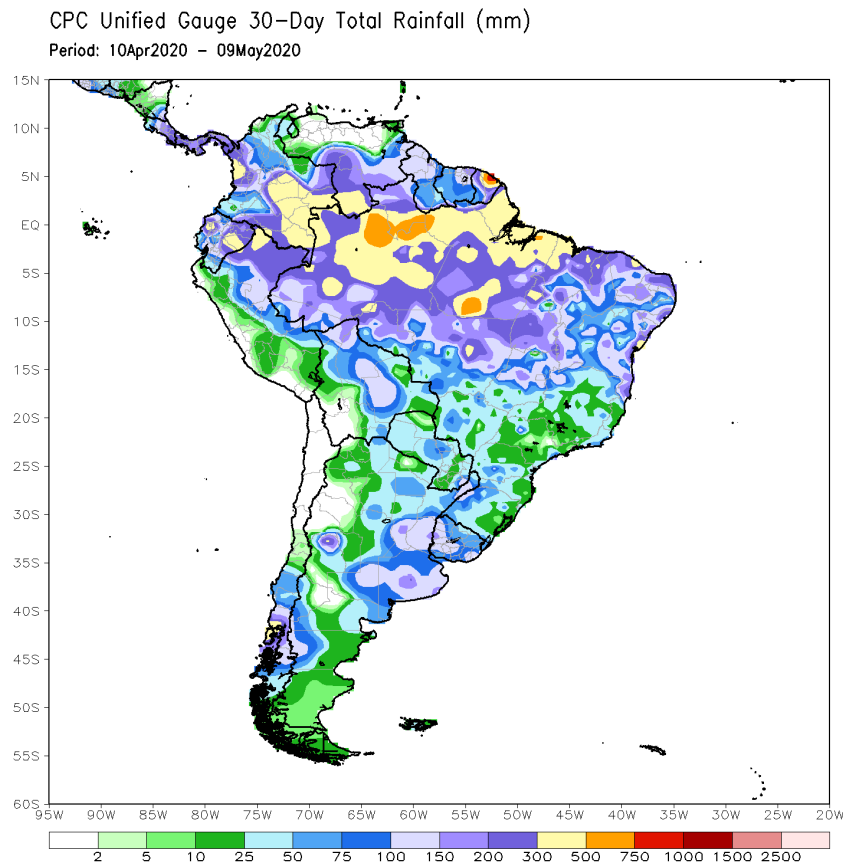 CPC Unified Gauge 30-Day Total Rainfall (mm)
Period: 10Apr2020 - 09May2020
15N
10N
5N
EQ
5S
10S
15S
20S
25S
30S
35S
40S
45S
50S
55S
60S
95W 90W 85W 80W 75W 70W 65W 60W 55W 50W 45W 40W 35W 30W 25W 20W
2 5 10 25 50 75 100 150 200 300 500 750 1000 1500 2500